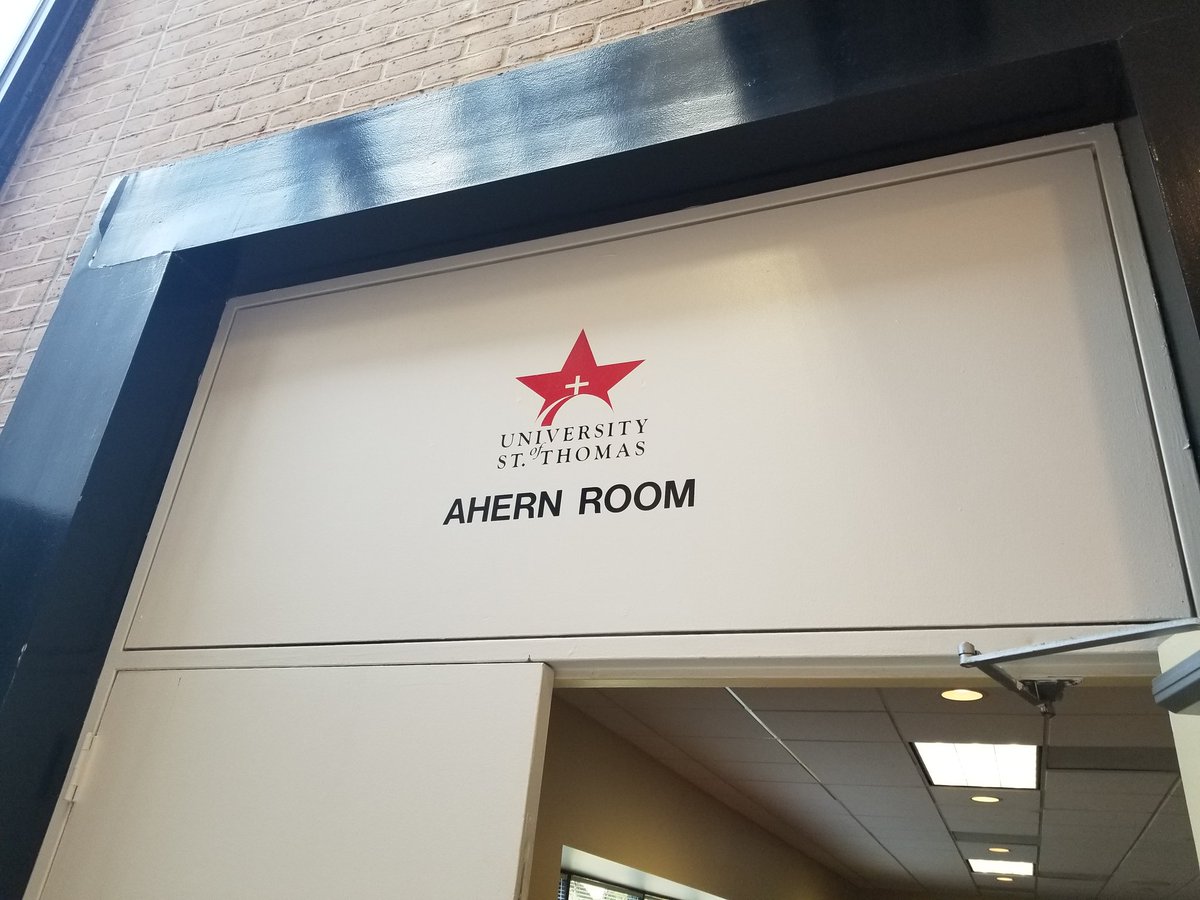 UNIVERSITY
of
ST. THOMAS
AHERN ROOM